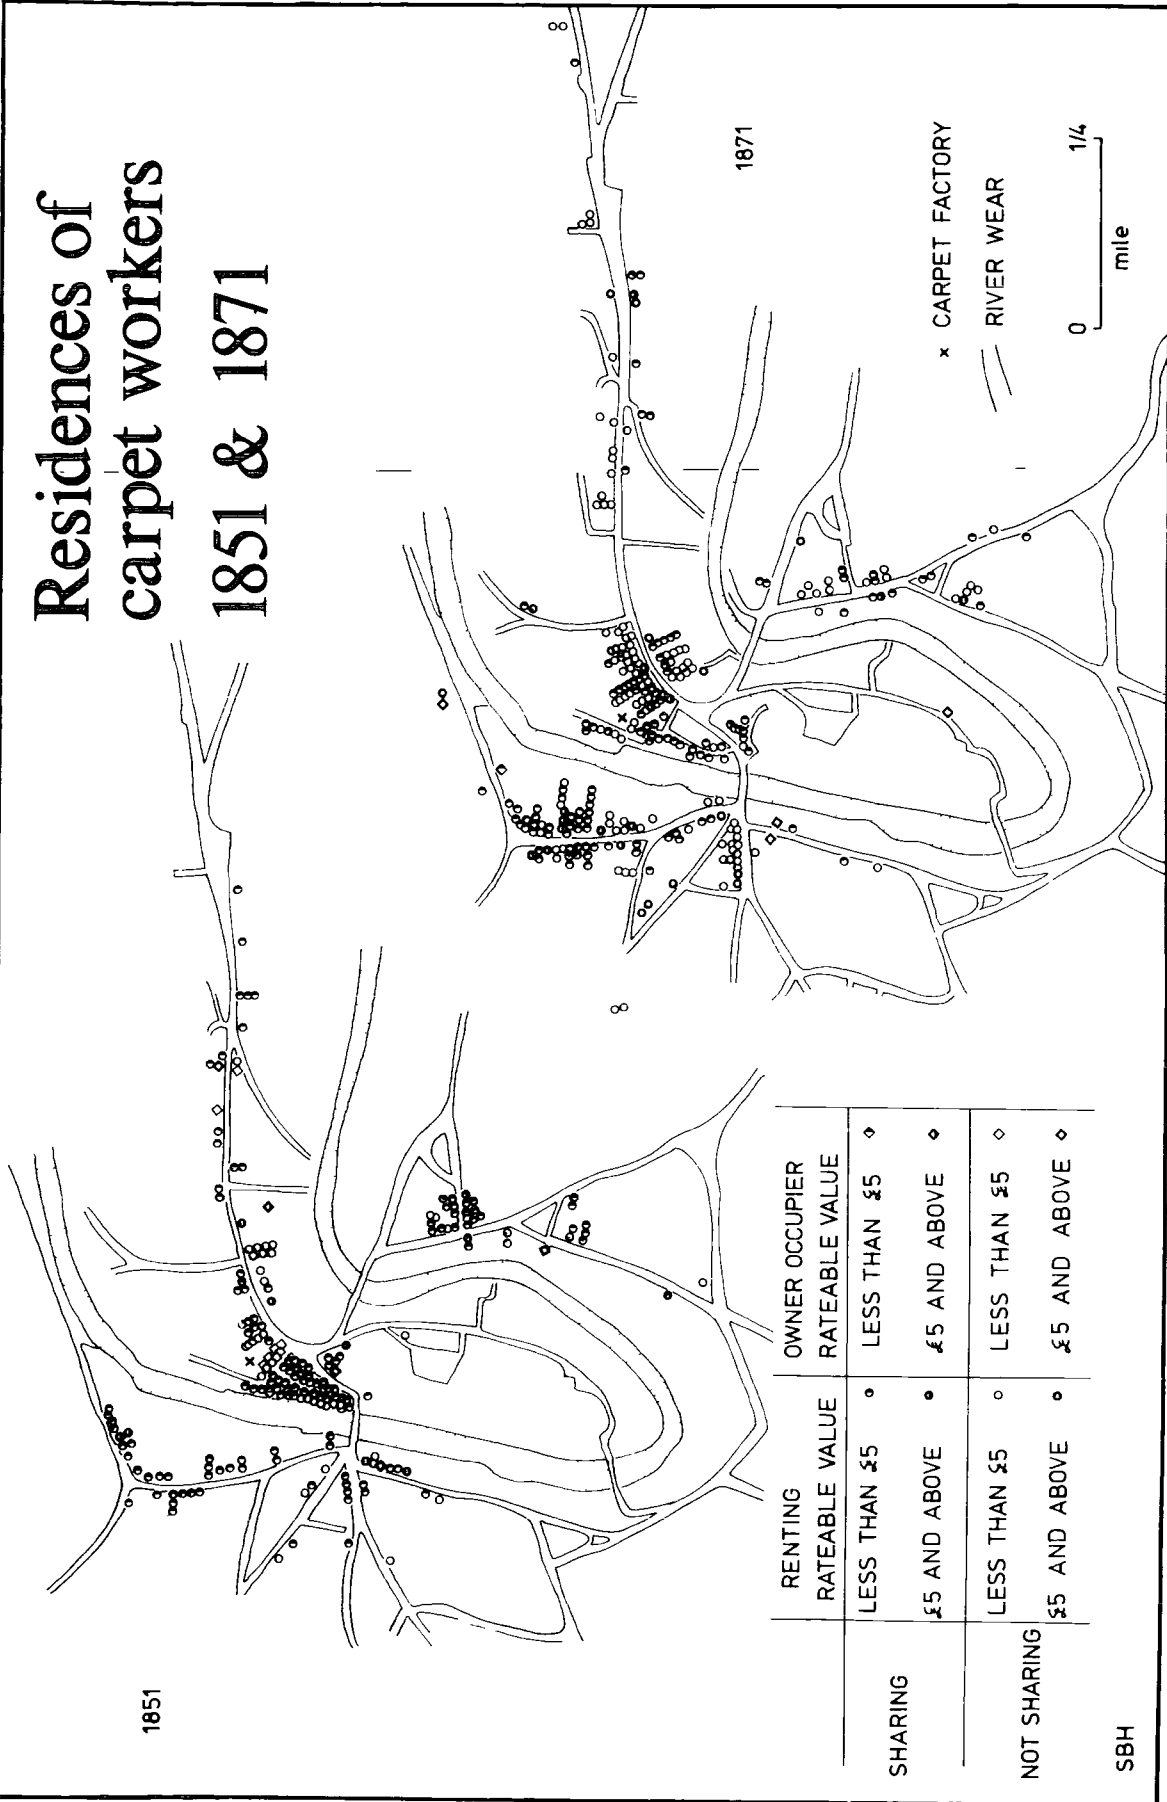 Residences of
carpet workers
1851 & 1871
1851
1871
x CARPET FACTORY
RIVER WEAR
0 1/4
mile
RENTING
RATEABLE VALUE
OWNER OCCUPIER
RATEABLE VALUE
SHARING
LESS THAN £5
LESS THAN £5
£5 AND ABOVE
£5 AND ABOVE
NOT SHARING
LESS THAN £5
LESS THAN £5
£5 AND ABOVE
£5 AND ABOVE
SBH